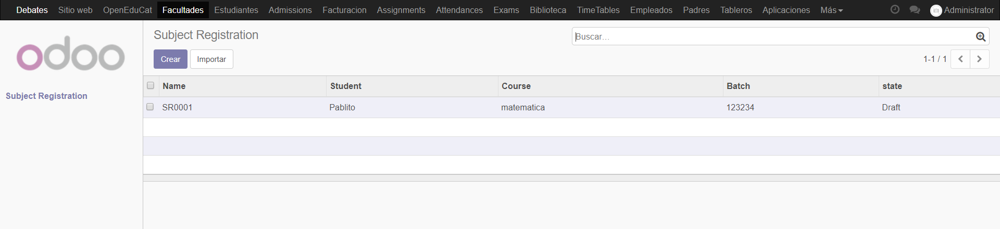 Debates Sitio web OpenEduCat Facultades Estudiantes Admissions Facturacion Assignments Attendances Exams Biblioteca TimeTables Empleados Padres Tableros Aplicaciones Más Administrator
odoo
Subject Registration
Subject Registration
Buscar...
Crear Importar
1-1 / 1
Name Student Course Batch state
SR0001 Pablito matematica 123234 Draft